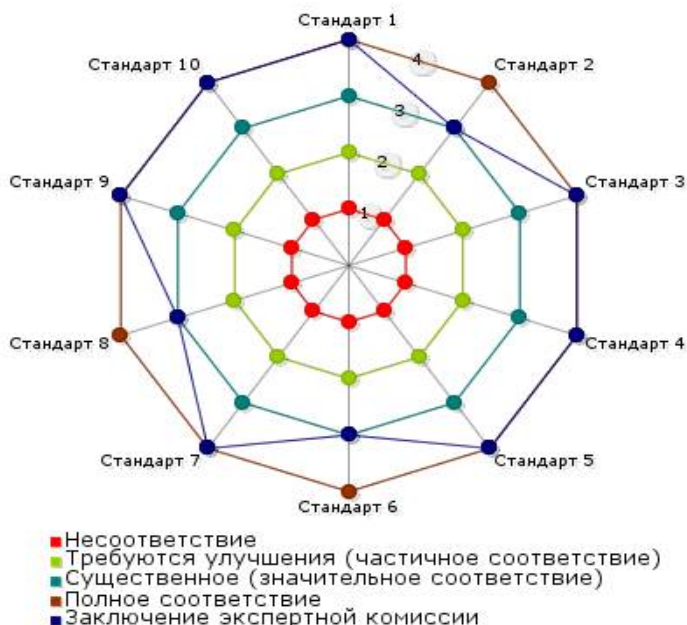 Стандарт 1
Стандарт 10
4
Стандарт 2
3
2
Стандарт 9
Стандарт 3
1
Стандарт 8
Стандарт 4
Стандарт 7
Стандарт 5
Стандарт 6
Несоответствие
Требуются улучшения (частичное соответствие)
Существенное (значительное соответствие)
Полное соответствие
Заключение экспертной комиссии